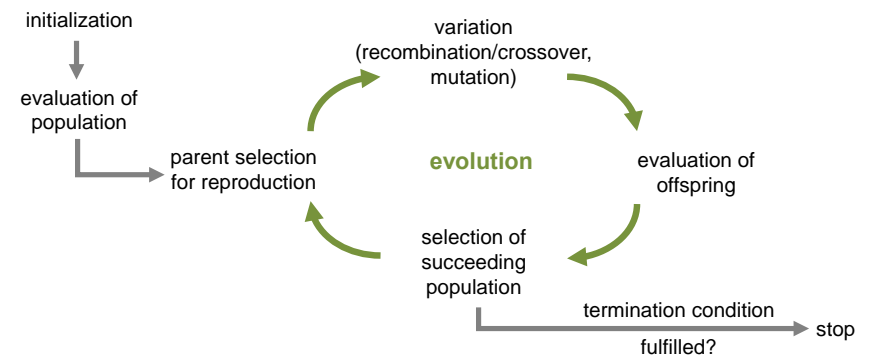 initialization
evaluation of
population
parent selection
for reproduction
variation
(recombination/crossover,
mutation)
evolution
evaluation of
offspring
selection of
succeeding
population
termination condition
fulfilled?
stop